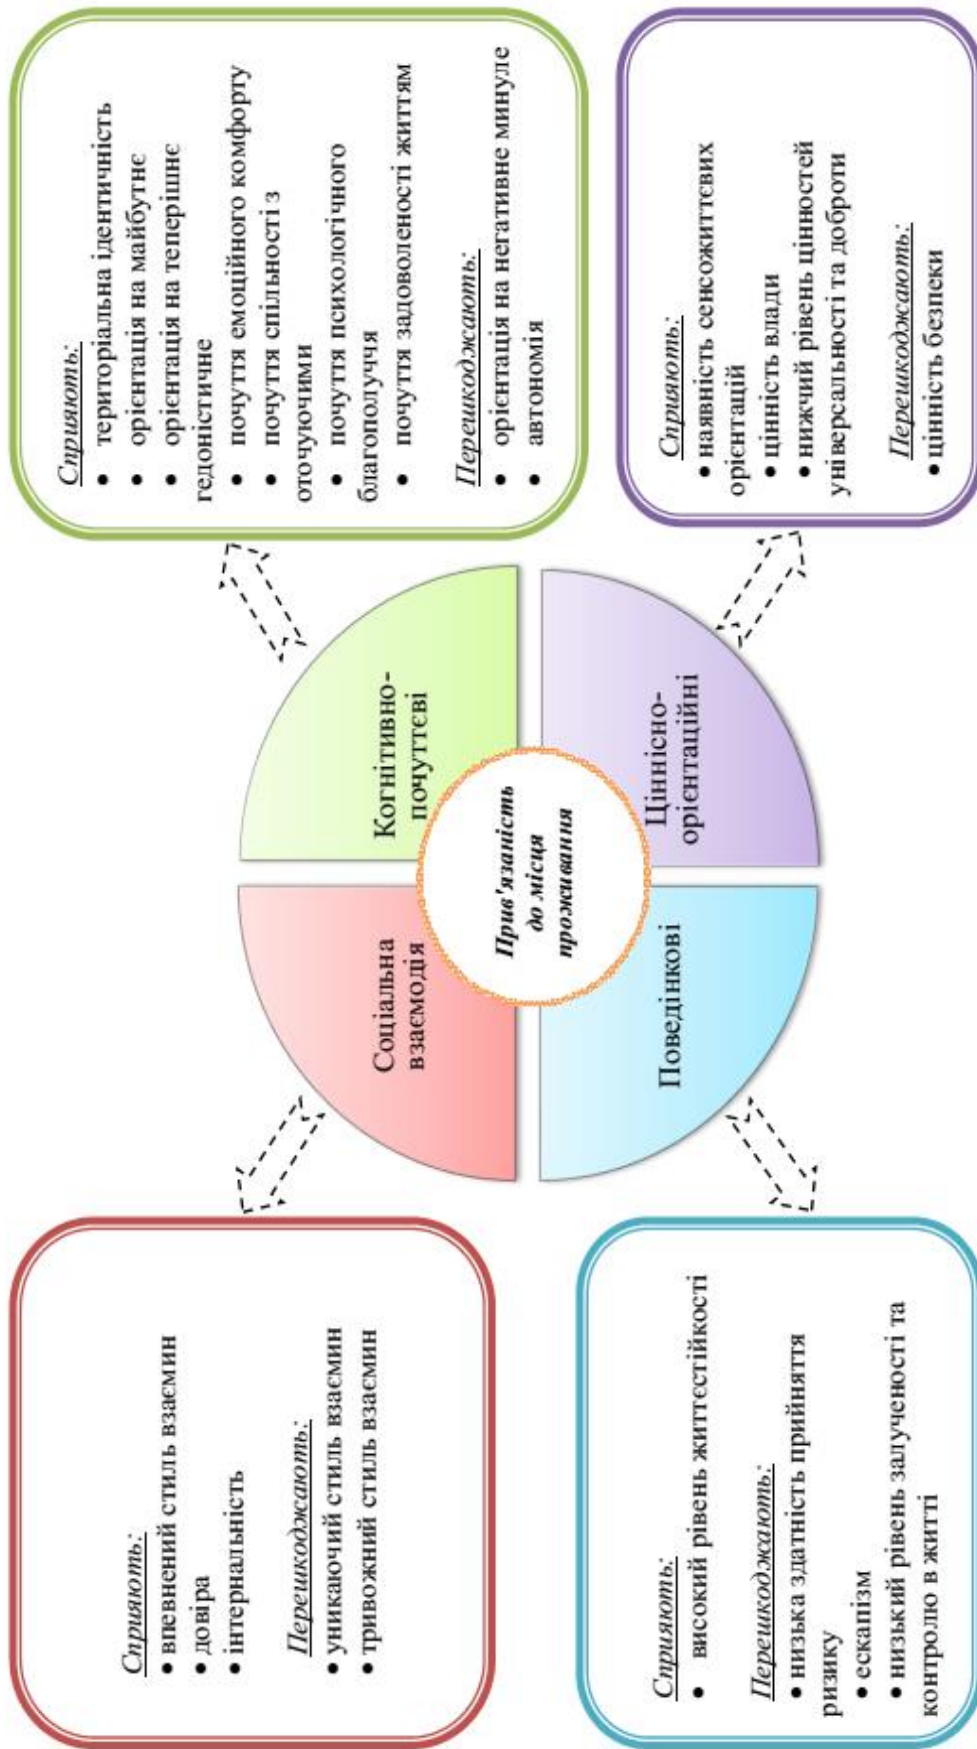 Сприяють:
• впевнений стиль взаємин
• довіра
• інтернальність
Перешкоджають:
• уникаючий стиль взаємин
• тривожний стиль взаємин
Сприяють:
• територіальна ідентичність
• орієнтація на майбутнє
• орієнтація на теперішнє
гедоністичне
• почуття емоційного комфорту
• почуття спільності з
оточуючими
• почуття психологічного
благополуччя
• почуття задоволеності життям
Перешкоджають:
• орієнтація на негативне минуле
• автономія
Соціальна
взаємодія
Когнітивно-
почуттєві
Прив'язаність
до місця
проживання
Поведінкові
Ціннісно-
орієнтаційні
Сприяють:
• високий рівень життєстійкості
Перешкоджають:
• низька здатність прийняття
ризику
• ескапізм
• низький рівень залученості та
контролю в житті
Сприяють:
• наявність сенсожиттєвих
орієнтацій
• цінність влади
• нижчий рівень цінностей
універсальності та доброти
Перешкоджають:
• цінність безпеки